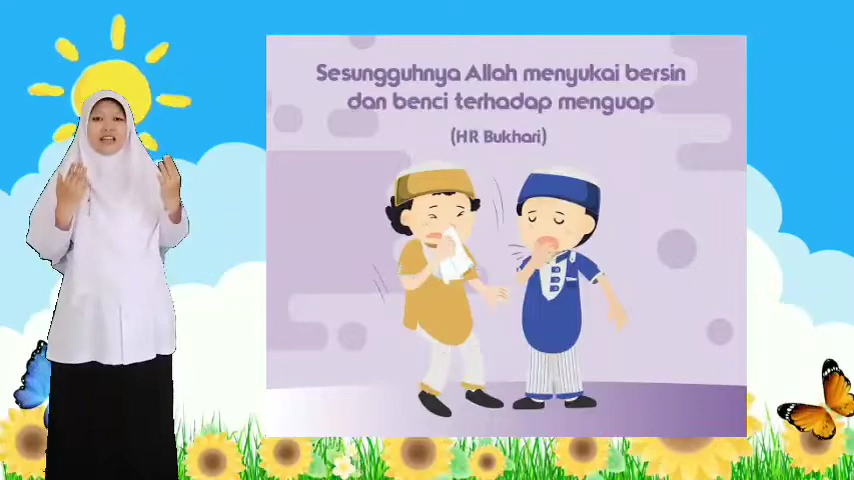 Sesungguhnya Allah menyukai bersin
dan benci terhadap menguap
(HR Bukhari)